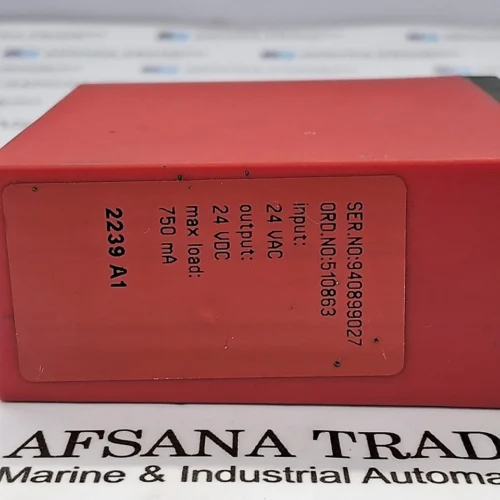 SER.NO:940899027
ORD.NO:510863
input:
24 VAC
output:
24 VDC
max load:
750 mA
2239 A1
AFSANA TRAD
Marine & Industrial Automa